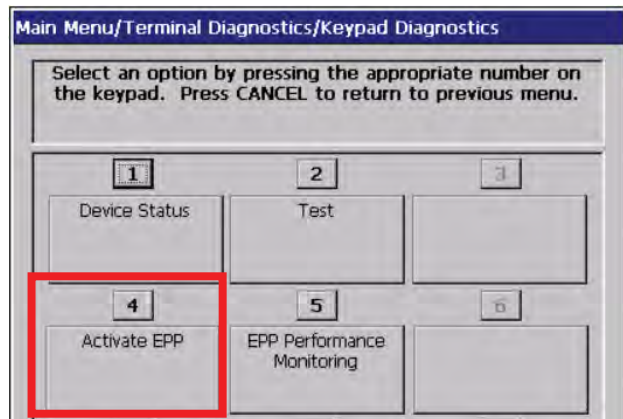 Main Menu/Terminal Diagnostics/Keypad Diagnostics
Select an option by pressing the appropriate number on
the keypad. Press CANCEL to return to previous menu.
1 2 3
Device Status Test
4 5 6
Activate EPP EPP Performance
Monitoring